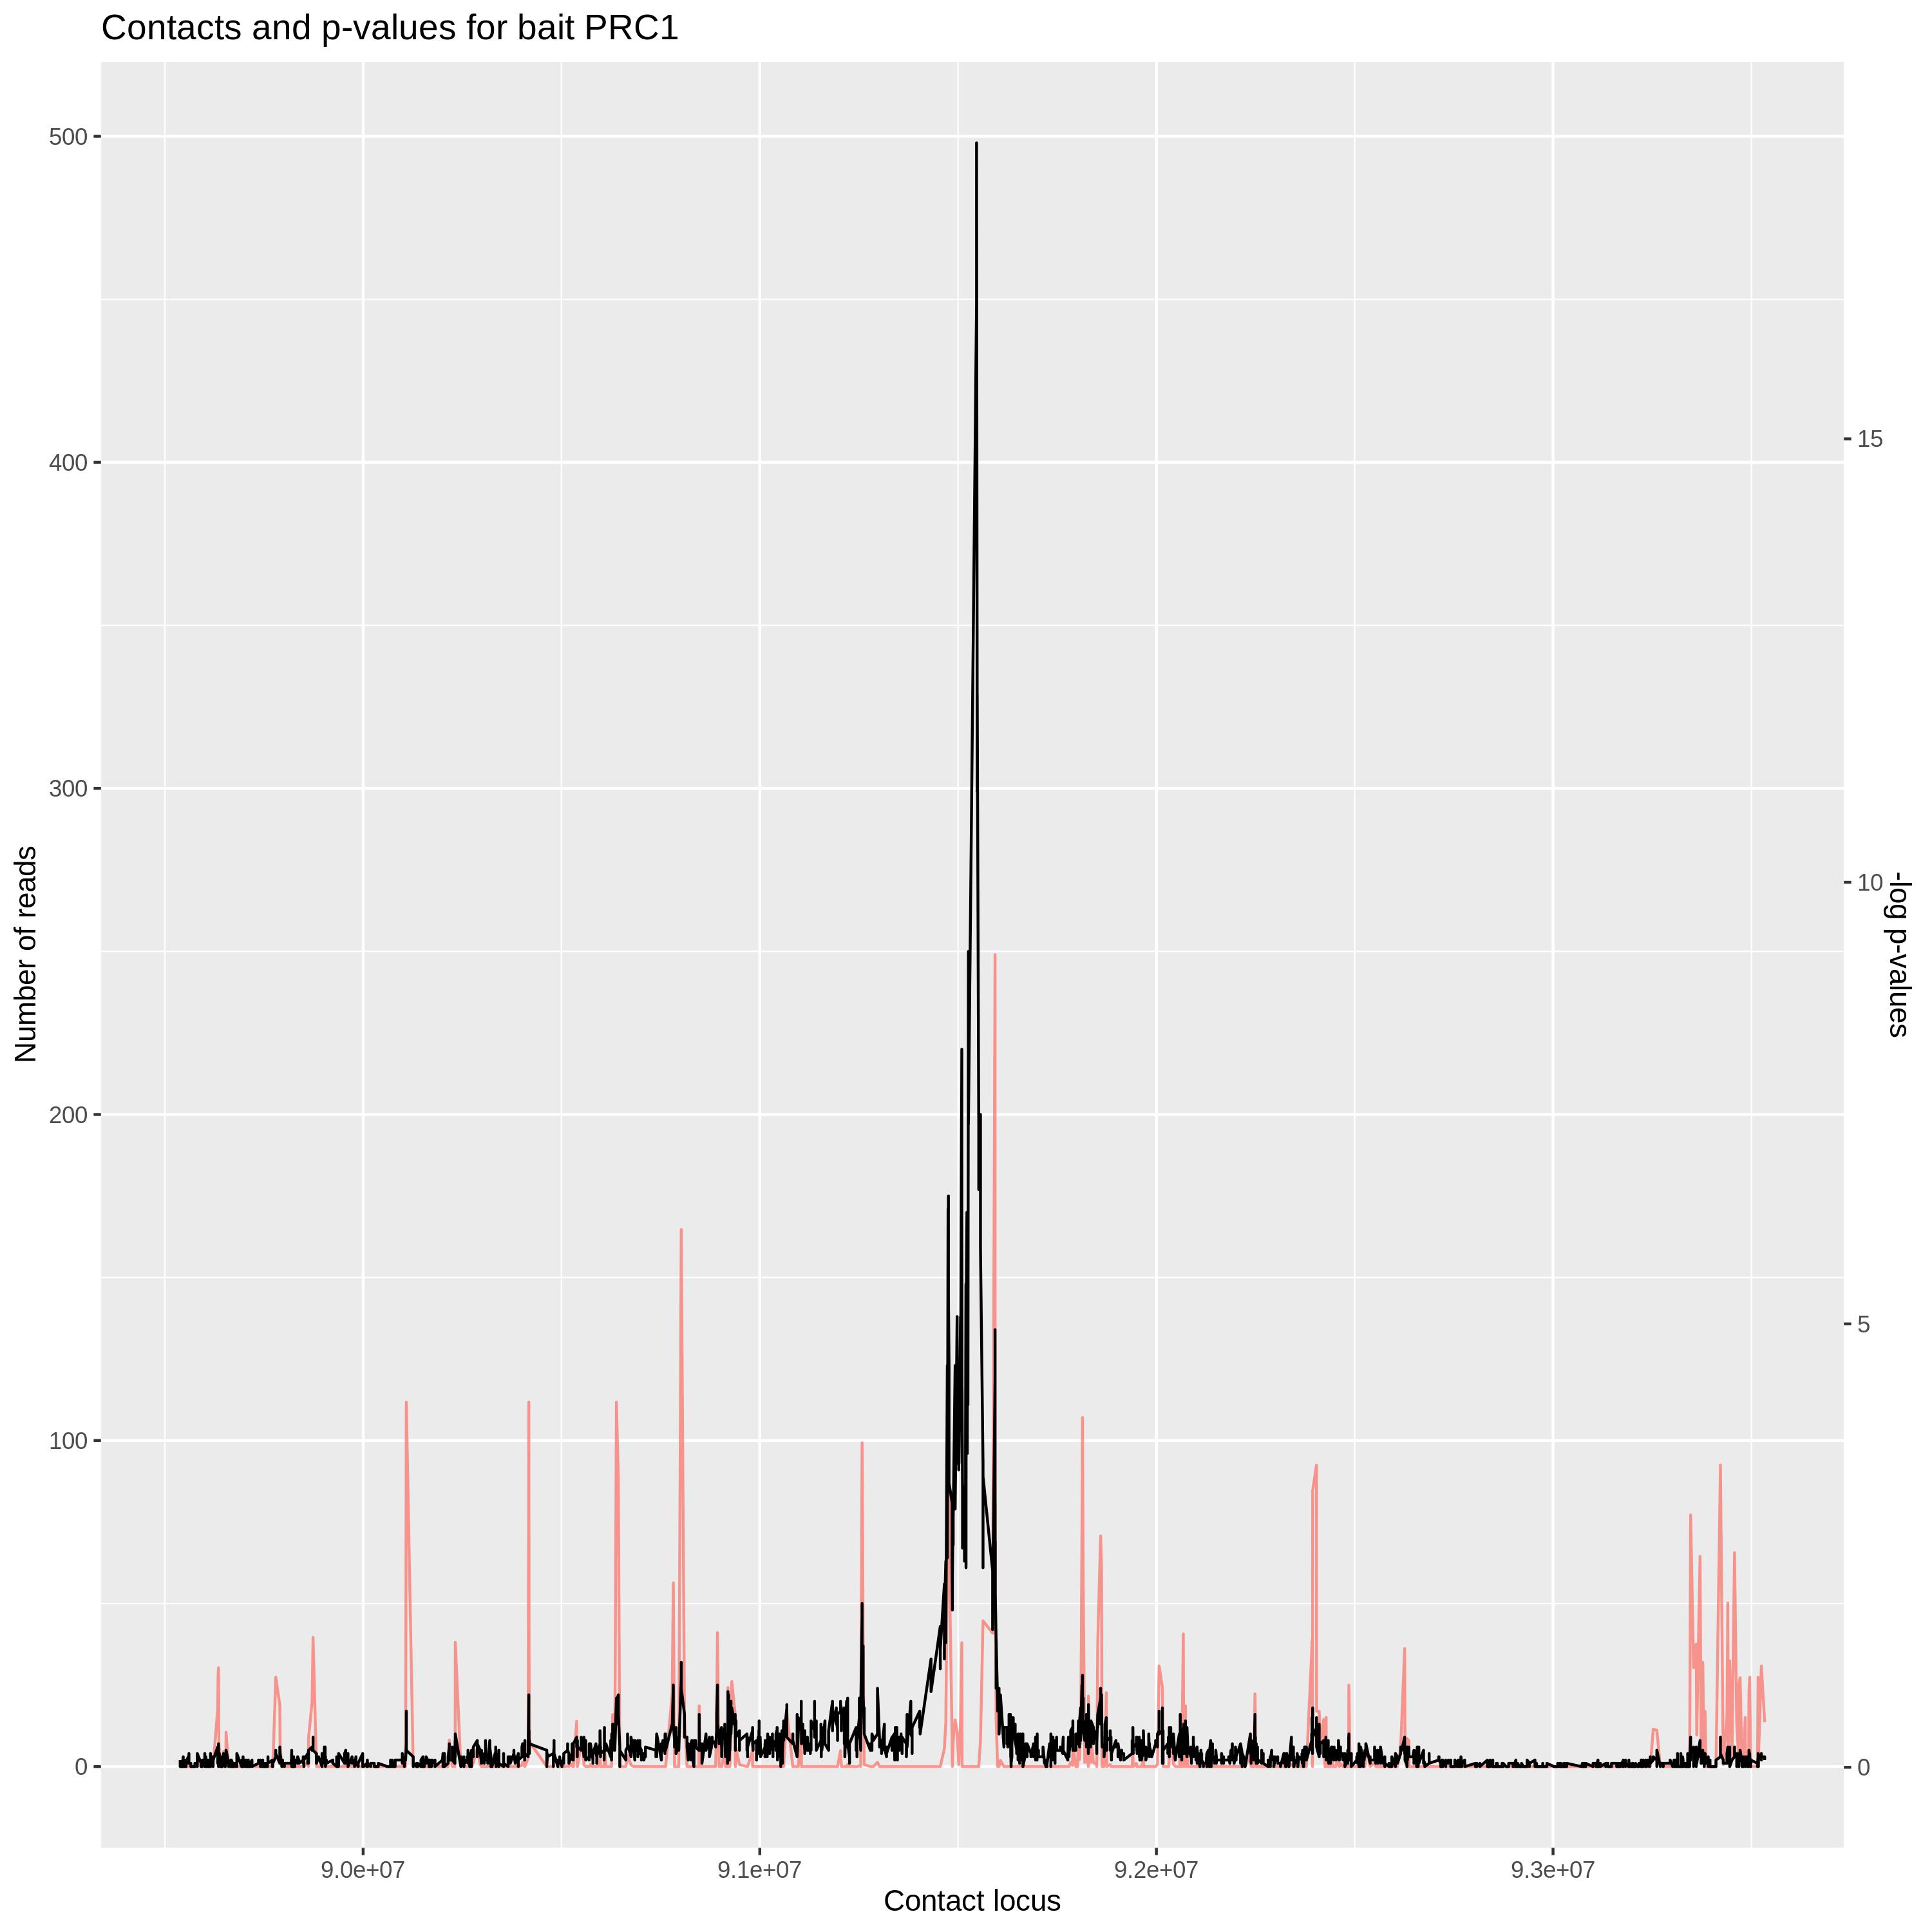 Contacts and p-values for bait PRC1
500
400
300
200
100
0
Number of reads
15
10
5
0
-log p-values
9.0e+07
9.1e+07
9.2e+07
9.3e+07
Contact locus